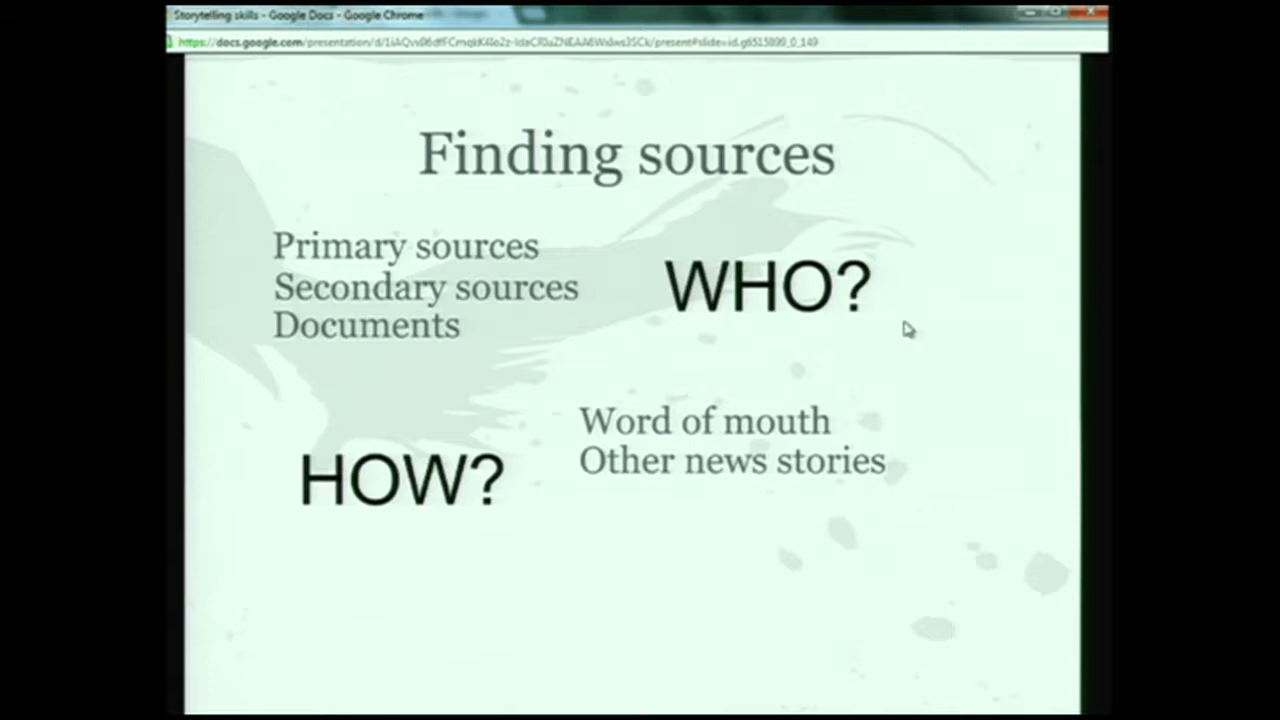 Storytelling skills - Google Docs - Google Chrome
Finding sources
Primary sources
Secondary sources
Documents
WHO?
Word of mouth
Other news stories
HOW?